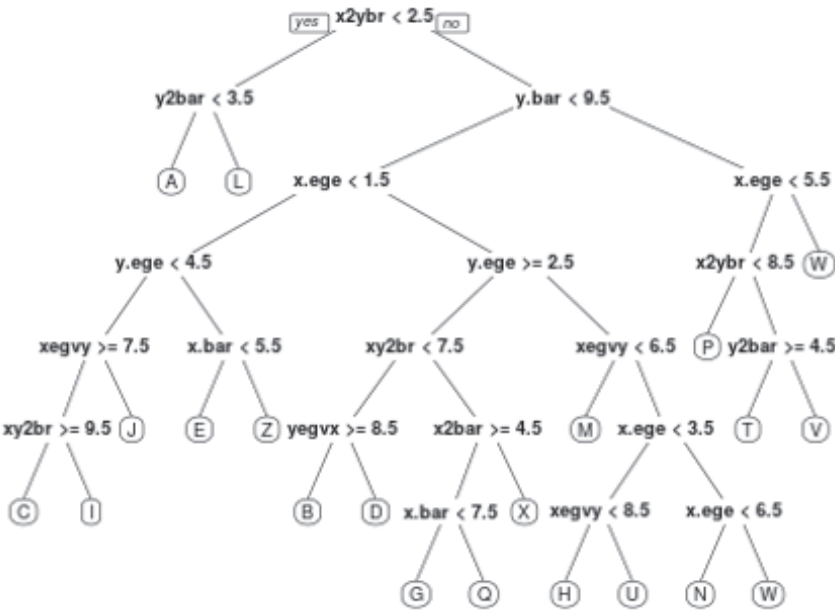 yes x2ybr < 2.5 no
y2bar < 3.5 y.bar < 9.5
A L x.ege < 1.5 x.ege < 5.5
y.ege < 4.5 y.ege >= 2.5 x2ybr < 8.5 W
xegvy >= 7.5 x.bar < 5.5 xy2br < 7.5 xegvy < 6.5 P y2bar >= 4.5
xy2br >= 9.5 J E Z yegvx >= 8.5 x2bar >= 4.5 M x.ege < 3.5 T V
C I B D x.bar < 7.5 X xegvy < 8.5 x.ege < 6.5
G Q H U N W